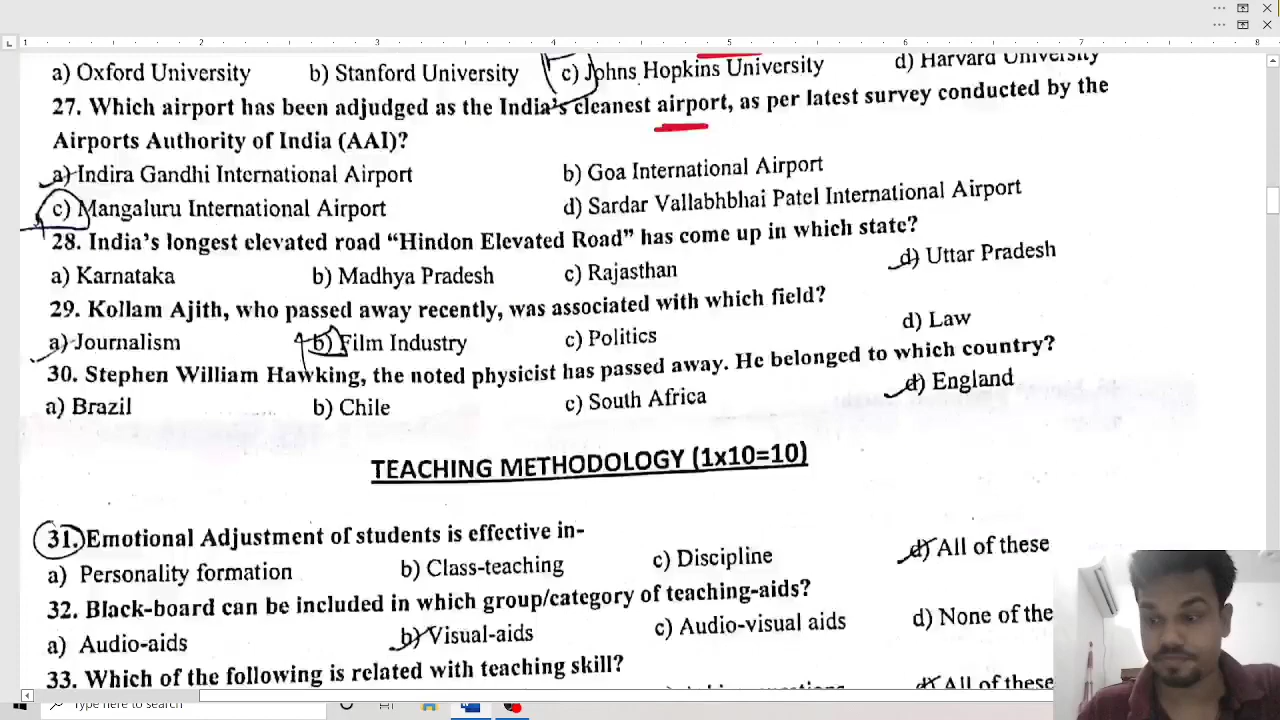 1 2 3 4 5 6 7 8
a) Oxford University b) Stanford University c) Johns Hopkins University d) Harvard University
27. Which airport has been adjudged as the India's cleanest airport, as per latest survey conducted by the
Airports Authority of India (AAI)?
a) Indira Gandhi International Airport b) Goa International Airport
c) Mangaluru International Airport d) Sardar Vallabhbhai Patel International Airport
28. India's longest elevated road “Hindon Elevated Road” has come up in which state?
a) Karnataka b) Madhya Pradesh c) Rajasthan d) Uttar Pradesh
29. Kollam Ajith, who passed away recently, was associated with which field?
a) Journalism b) Film Industry c) Politics d) Law
30. Stephen William Hawking, the noted physicist has passed away. He belonged to which country?
a) Brazil b) Chile c) South Africa d) England
TEACHING METHODOLOGY (1x10=10)
31. Emotional Adjustment of students is effective in-
a) Personality formation b) Class-teaching c) Discipline d) All of these
32. Black-board can be included in which group/category of teaching-aids?
a) Audio-aids b) Visual-aids c) Audio-visual aids d) None of the
33. Which of the following is related with teaching skill?
d) All of these
Type here to search